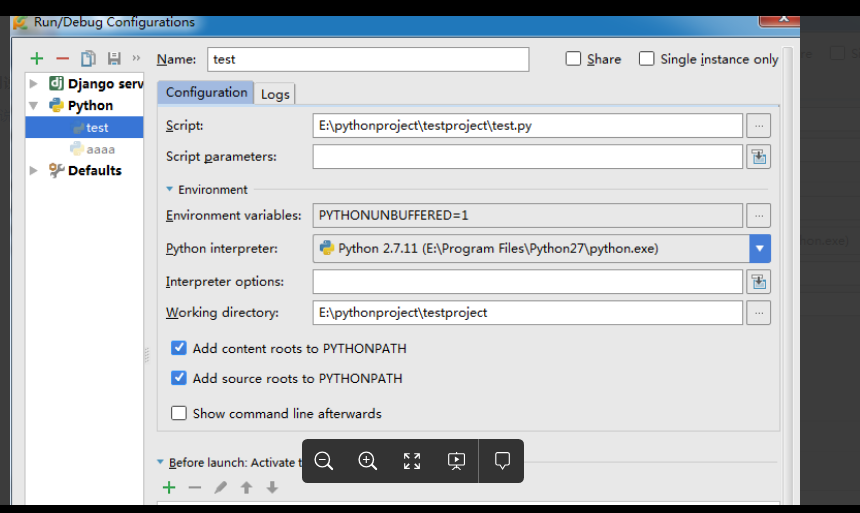 Run/Debug Configurations
Name: test Share Single instance only
Django serv
Python
test
aaaa
Defaults
Configuration Logs
Script: E:\pythonproject\testproject\test.py
Script parameters:
Environment
Environment variables: PYTHONUNBUFFERED=1
Python interpreter: Python 2.7.11 (E:\Program Files\Python27\python.exe)
Interpreter options:
Working directory: E:\pythonproject\testproject
Add content roots to PYTHONPATH
Add source roots to PYTHONPATH
Show command line afterwards
Before launch: Activate t